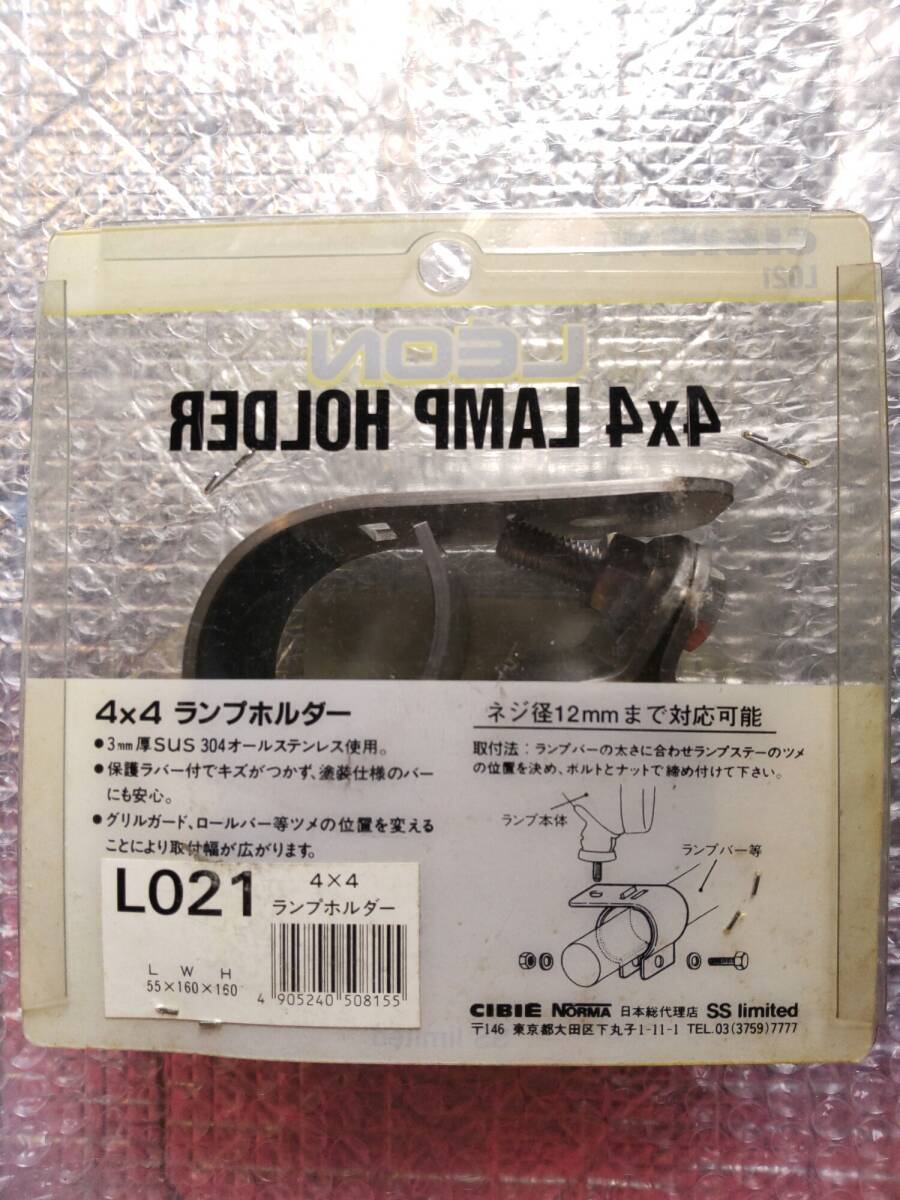 L021
LEON
4x4 LAMP HOLDER
4×4 ランプホルダー
●3mm厚SUS304オールステンレス使用。
●保護ラバー付でキズがつかず、塗装仕様のバー
にも安心。
●グリルガード、ロールバー等ツメの位置を変える
ことにより取付幅が広がります。
L021
4×4
ランプホルダー
L W H
55×160×160
4 905240 508155
ネジ径12mmまで対応可能
取付法：ランプバーの太さに合わせランプステーのツメ
の位置を決め、ボルトとナットで締め付けて下さい。
ランプ本体
ランプバー等
CIBIE NORMA 日本総代理店 SS limited
〒146 東京都大田区下丸子1-11-1 TEL.03(3759)7777
SS limited